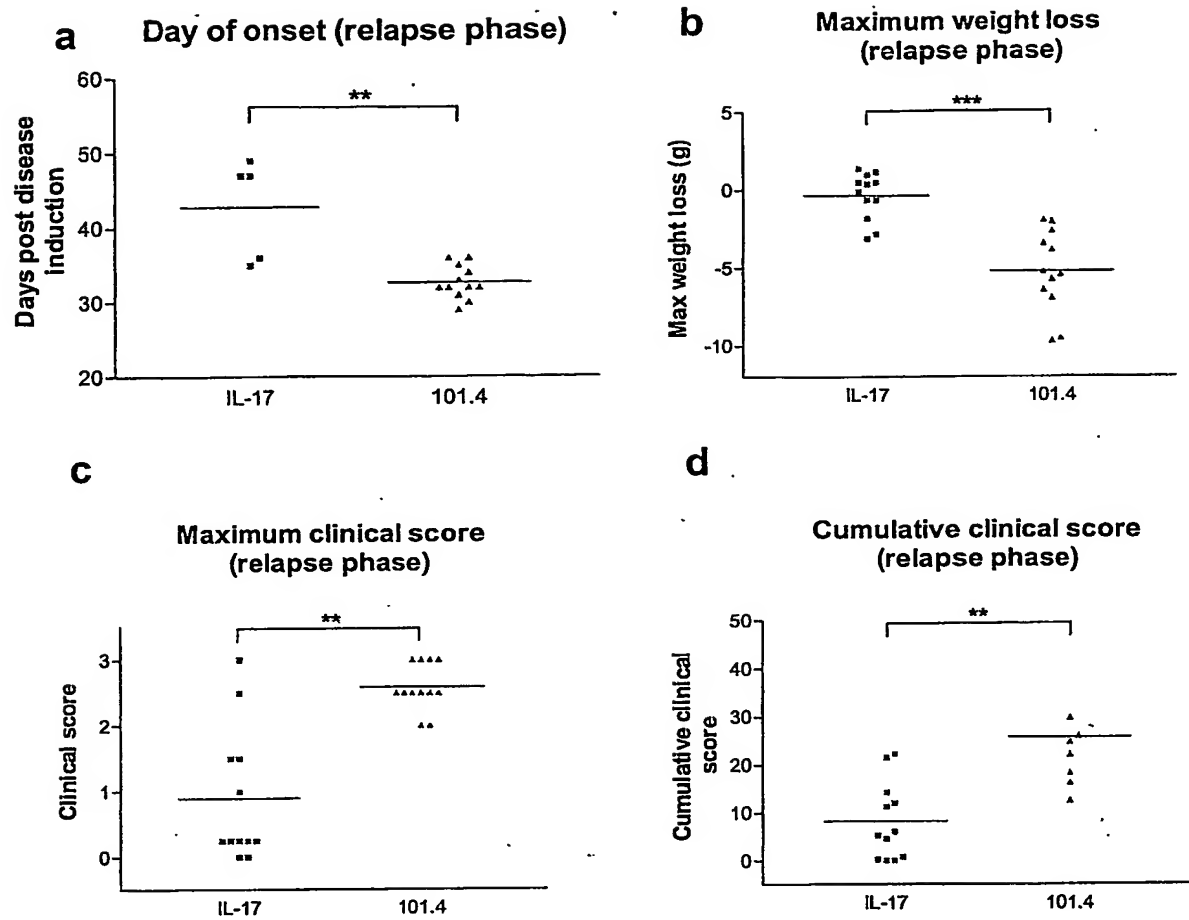 a
Day of onset (relapse phase)
**
60
50
40
30
20
Days post disease
induction
IL-17
101.4
b
Maximum weight loss
(relapse phase)
***
5
0
-5
-10
Max weight loss (g)
IL-17
101.4
c
Maximum clinical score
(relapse phase)
**
3
2
1
0
Clinical score
IL-17
101.4
d
Cumulative clinical score
(relapse phase)
**
50
40
30
20
10
0
Cumulative clinical
score
IL-17
101.4